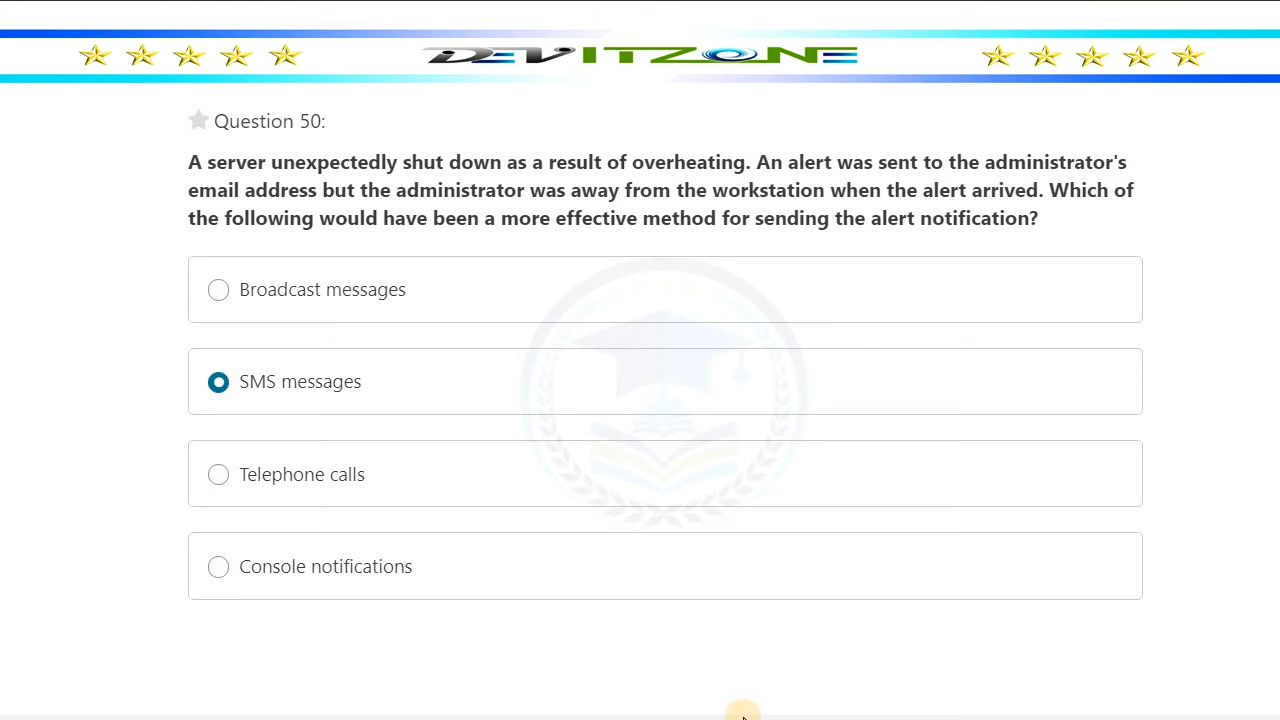 DEVITZONE
Question 50:
A server unexpectedly shut down as a result of overheating. An alert was sent to the administrator's
email address but the administrator was away from the workstation when the alert arrived. Which of
the following would have been a more effective method for sending the alert notification?
Broadcast messages
SMS messages
Telephone calls
Console notifications